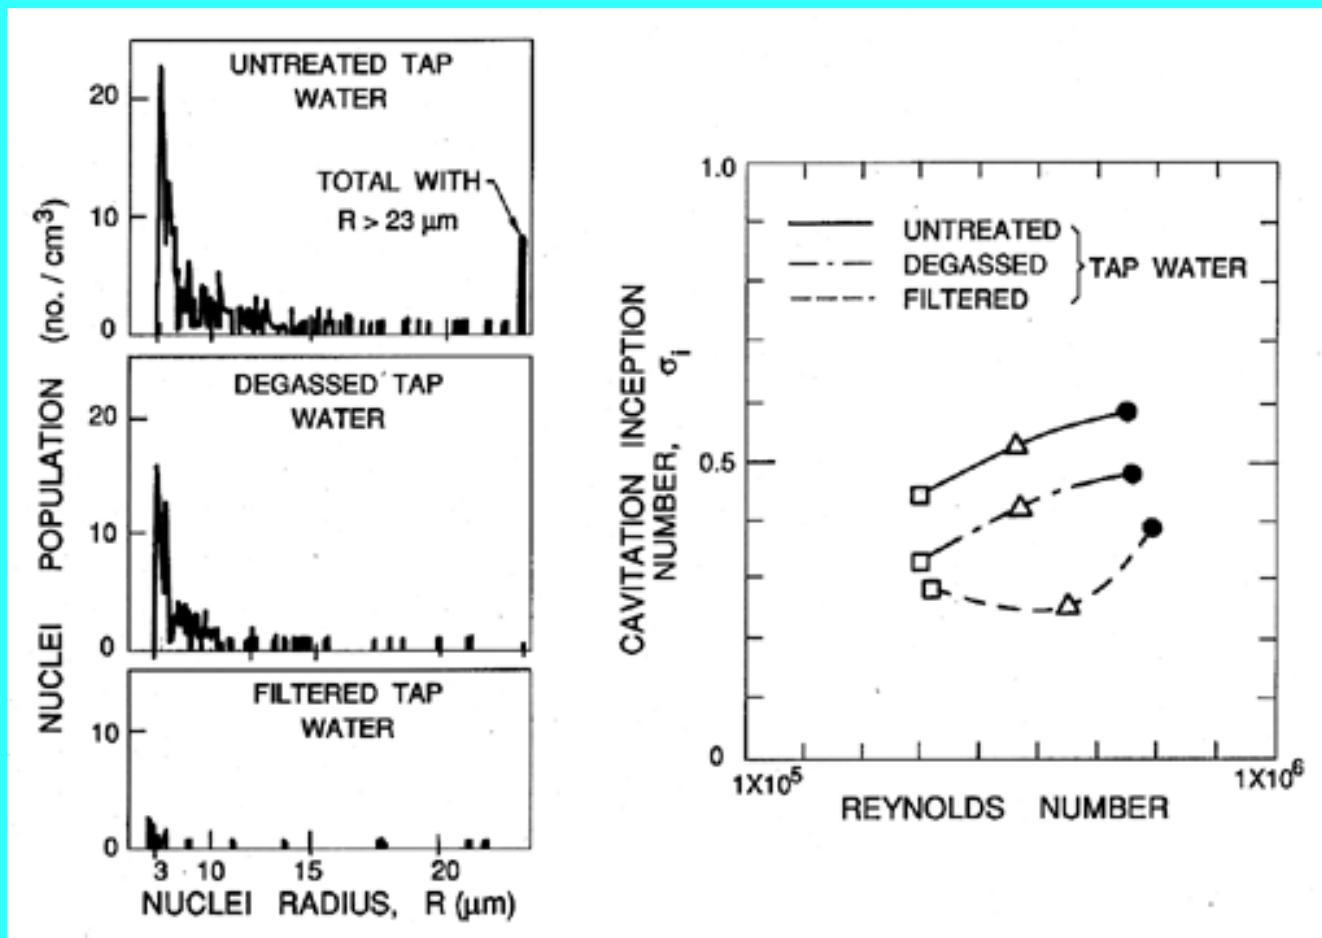 UNTREATED TAP
WATER
20
10
0
TOTAL WITH
R > 23 μm
DEGASSED TAP
WATER
20
10
0
FILTERED TAP
WATER
10
0
3 10 15 20
NUCLEI RADIUS, R (μm)
NUCLEI POPULATION (no. / cm³)
1.0
0.5
0
UNTREATED
DEGASSED
FILTERED
TAP WATER
CAVITATION INCEPTION
NUMBER, σi
1X10⁵ 1X10⁶
REYNOLDS NUMBER